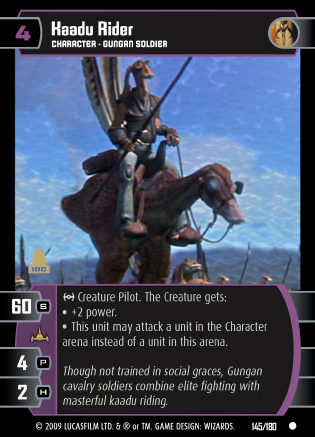 4
Kaadu Rider
CHARACTER • GUNGAN SOLDIER
IDC
60 S
Creature Pilot. The Creature gets:
• +2 power.
• This unit may attack a unit in the Character
arena instead of a unit in this arena.
4 P
2 H
Though not trained in social graces, Gungan
cavalry soldiers combine elite fighting with
masterful kaadu riding.
© 2009 LUCASFILM LTD. & ® or TM. GAME DESIGN: WIZARDS. 145/180